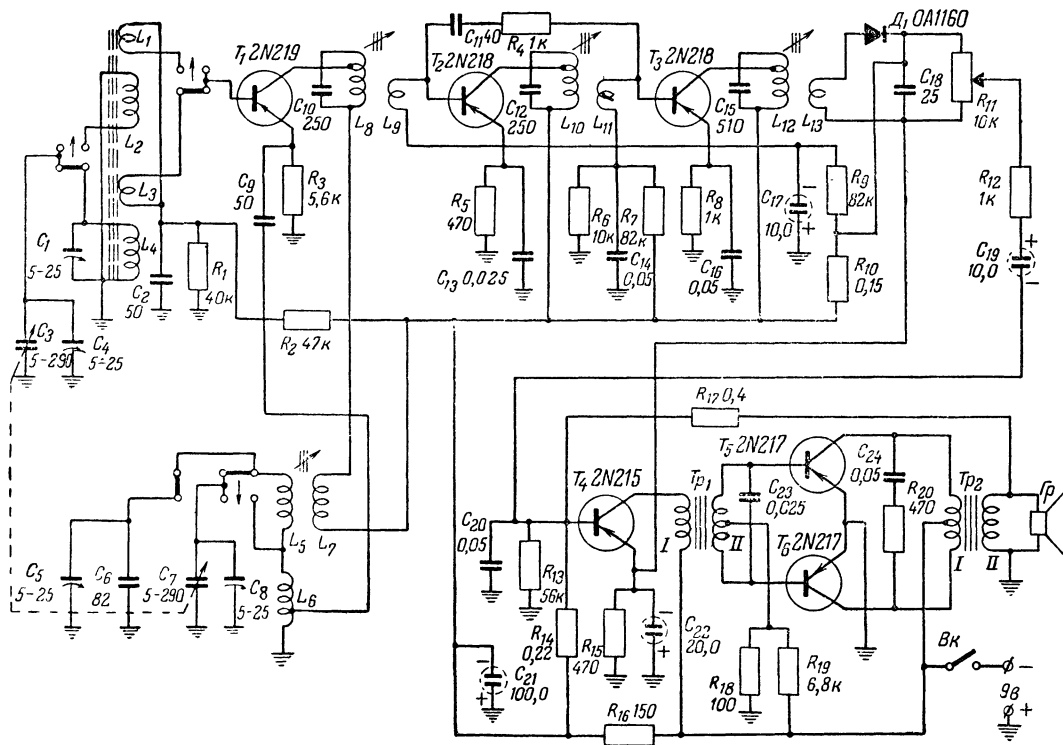 L1
L2
L3
L4
C1
5-25
C2
50
R1
40к
C3
5-290
C4
5-25
T1 2N219
C10
250
L8
L9
C9
50
R3
5,6к
R2 47к
C11 40
R4 1к
T2 2N218
C12
250
L10
L11
R5
470
C13 0,025
R6
10к
R7
82к
C14
0,05
T3 2N218
C15
510
L12
L13
R8
1к
C16
0,05
C17
10,0
−
+
R9
82к
R10
0,15
Д1 OA1160
C18
25
R11
10к
R12
1к
C19
10,0
+
−
C5
5-25
C6
82
C7
5-290
C8
5-25
L5
L7
L6
R17 0,4
C20
0,05
R13
56к
T4 2N215
R14
0,22
R15
470
C22
20,0
−
+
C21
100,0
−
+
R16 150
Тр1
I
II
C23
0,025
T5 2N217
T6 2N217
R18
100
R19
6,8к
C24
0,05
R20
470
Тр2
I
II
Гр
Вк
−
9в
+